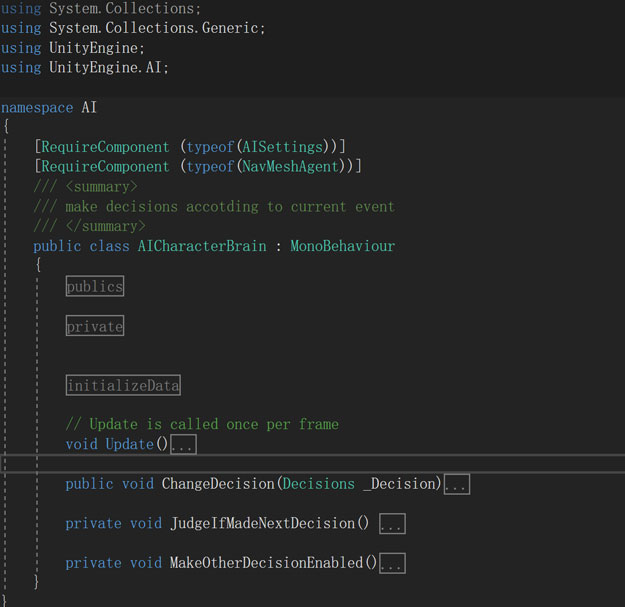 using System.Collections;
using System.Collections.Generic;
using UnityEngine;
using UnityEngine.AI;
namespace AI
{
[RequireComponent (typeof(AISettings))]
[RequireComponent (typeof(NavMeshAgent))]
/// <summary>
/// make decisions accotding to current event
/// </summary>
public class AICharacterBrain : MonoBehaviour
{
publics
private
initializeData
// Update is called once per frame
void Update()...
public void ChangeDecision(Decisions _Decision)...
private void JudgeIfMadeNextDecision() ...
private void MakeOtherDecisionEnabled()...
}
}